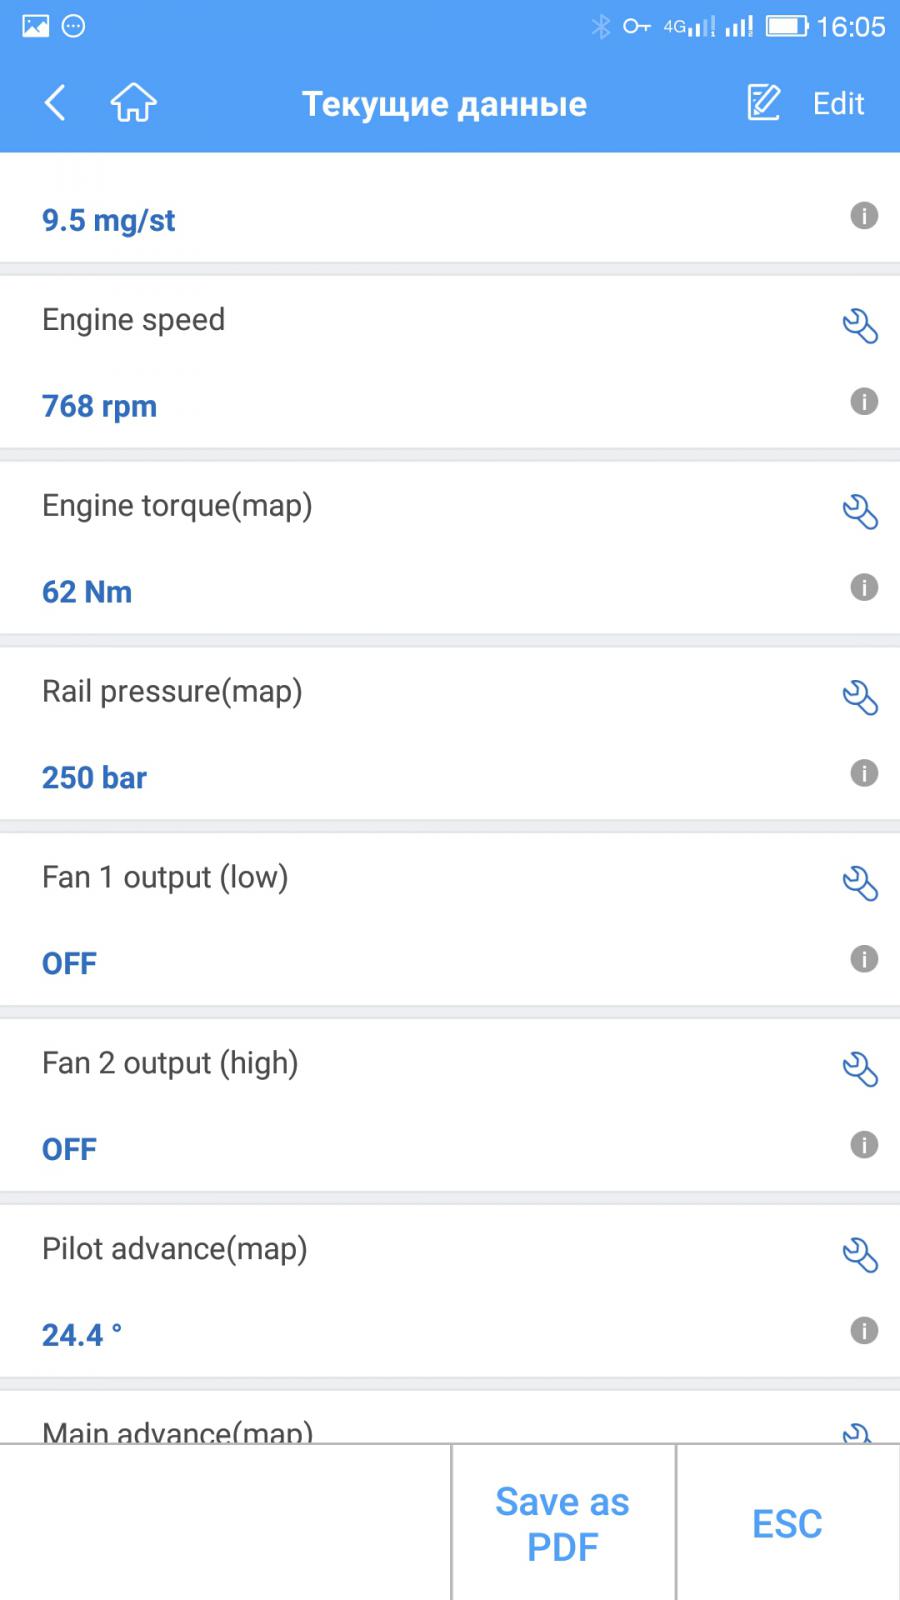 4G 16:05
Текущие данные Edit
9.5 mg/st
Engine speed
768 rpm
Engine torque(map)
62 Nm
Rail pressure(map)
250 bar
Fan 1 output (low)
OFF
Fan 2 output (high)
OFF
Pilot advance(map)
24.4 °
Main advance(map)
Save as
PDF
ESC